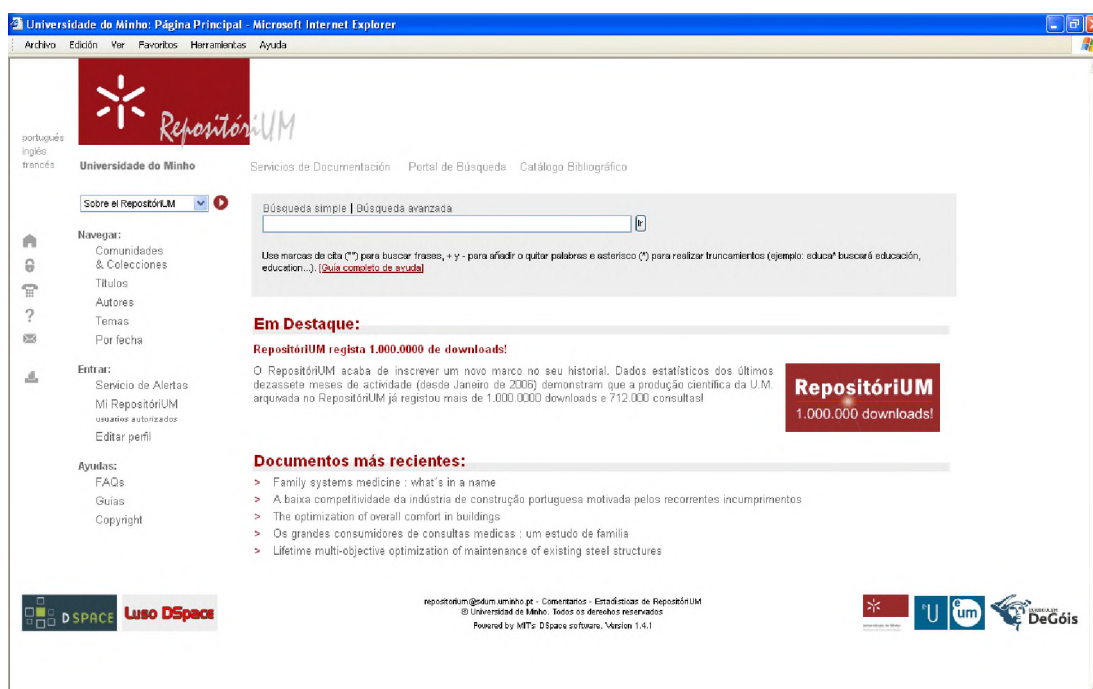 Universidade do Minho: Página Principal - Microsoft Internet Explorer
Archivo Edición Ver Favoritos Herramientas Ayuda
RepositóriUM
portugués
inglés
francés
Universidade do Minho
Servicios de Documentación Portal de Búsqueda Catálogo Bibliográfico
Sobre el RepositóriUM
Búsqueda simple | Búsqueda avanzada
Ir
Use marcas de cita ("") para buscar frases, + y - para añadir o quitar palabras e asterisco (*) para realizar truncamientos (ejemplo: educa* buscará educación,
education...). [Guía completo de ayuda]
Navegar:
Comunidades
& Colecciones
Títulos
Autores
Temas
Por fecha
Entrar:
Servicio de Alertas
Mi RepositóriUM
usuarios autorizados
Editar perfil
Ayudas:
FAQs
Guías
Copyright
Em Destaque:
RepositóriUM regista 1.000.0000 de downloads!
O RepositóriUM acaba de inscrever um novo marco no seu historial. Dados estatísticos dos últimos
dezassete meses de actividade (desde Janeiro de 2006) demonstram que a produção científica da U.M.
arquivada no RepositóriUM já registou mais de 1.000.0000 downloads e 712.000 consultas!
RepositóriUM
1.000.000 downloads!
Documentos más recientes:
> Family systems medicine : what's in a name
> A baixa competitividade da indústria de construção portuguesa motivada pelos recorrentes incumprimentos
> The optimization of overall comfort in buildings
> Os grandes consumidores de consultas medicas : um estudo de familia
> Lifetime multi-objective optimization of maintenance of existing steel structures
DSPACE
Luso DSpace
repositorium@sdum.uminho.pt - Comentarios - Estadísticas de RepositóriUM
© Universidad de Minho. Todos os derehos reservados
Powered by MIT's DSpace software, Version 1.4.1
U
e um
CURRICULUM
DeGóis